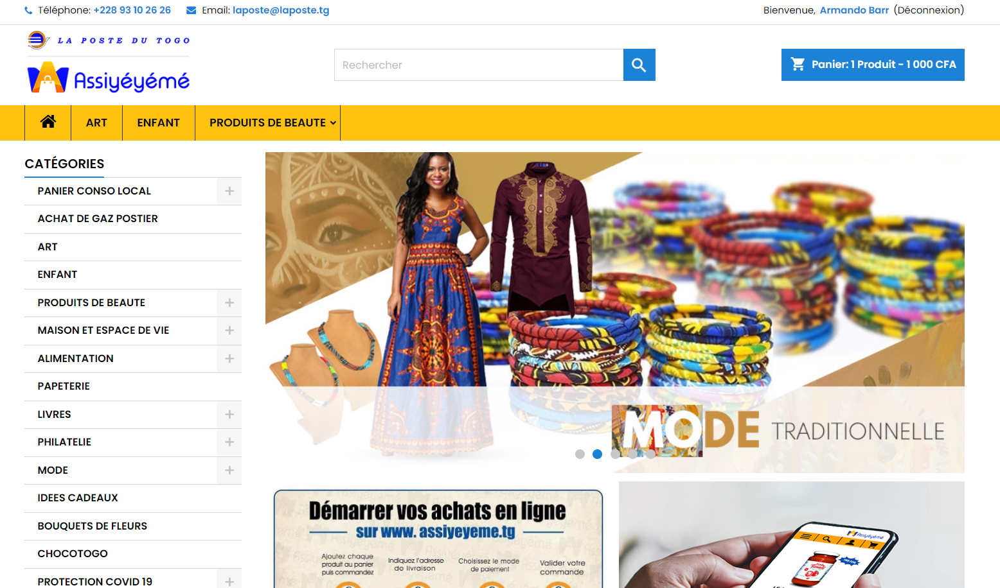 Téléphone: +228 93 10 26 26 Email: laposte@laposte.tg
Bienvenue, Armando Barr (Déconnexion)
LA POSTE DU TOGO
Assiyéyémé
Rechercher
Panier: 1 Produit - 1 000 CFA
ART ENFANT PRODUITS DE BEAUTE
CATÉGORIES
PANIER CONSO LOCAL
ACHAT DE GAZ POSTIER
ART
ENFANT
PRODUITS DE BEAUTE
MAISON ET ESPACE DE VIE
ALIMENTATION
PAPETERIE
LIVRES
PHILATELIE
MODE
IDEES CADEAUX
BOUQUETS DE FLEURS
CHOCOTOGO
PROTECTION COVID 19
MODE TRADITIONNELLE
Démarrer vos achats en ligne
sur www. assiyeyeme.tg
Ajoutez chaque
produit au panier
puis commandez
Indiquez l'adresse
de livraison
Choisissez le mode
de paiement
Valider votre
commande
Assiyéyémé